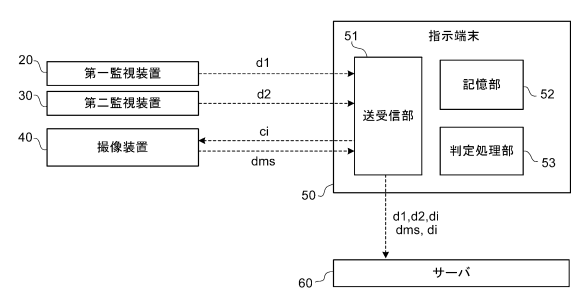 指示端末
51
20
第一監視装置
d1
30
第二監視装置
d2
40
撮像装置
ci
dms
送受信部
記憶部
52
判定処理部
53
50
d1,d2,di
dms, di
60
サーバ